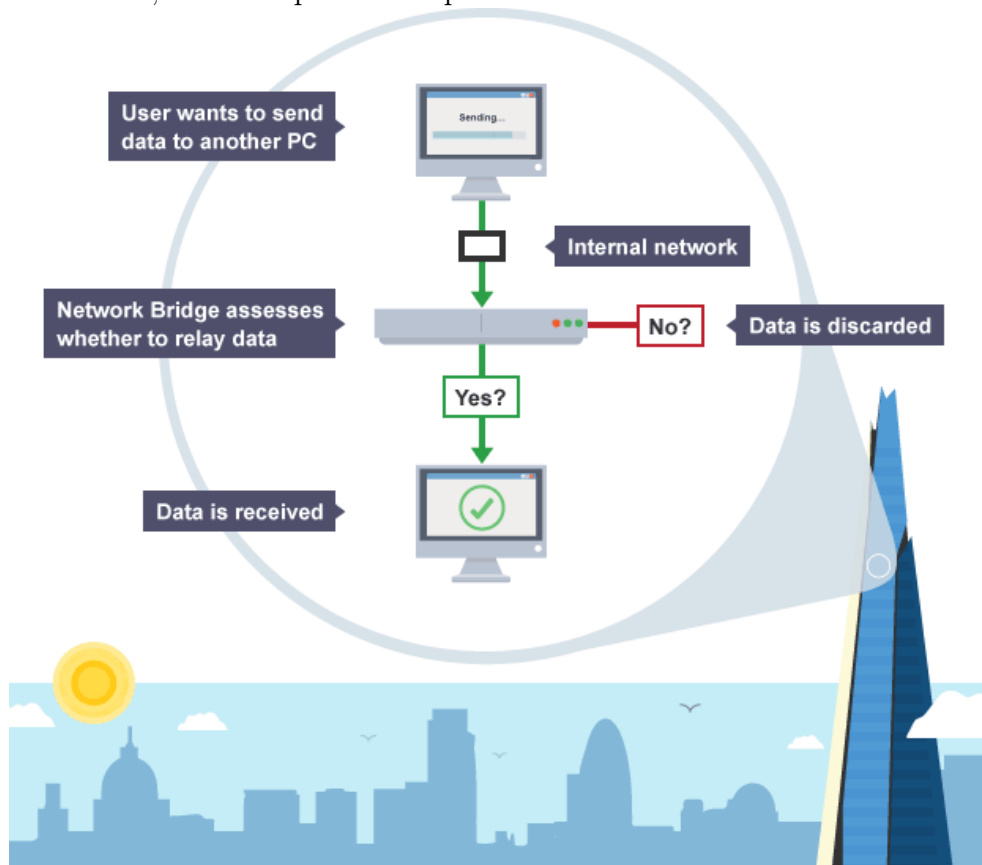 User wants to send
data to another PC
Sending...
Internal network
Network Bridge assesses
whether to relay data
No?
Data is discarded
Yes?
Data is received